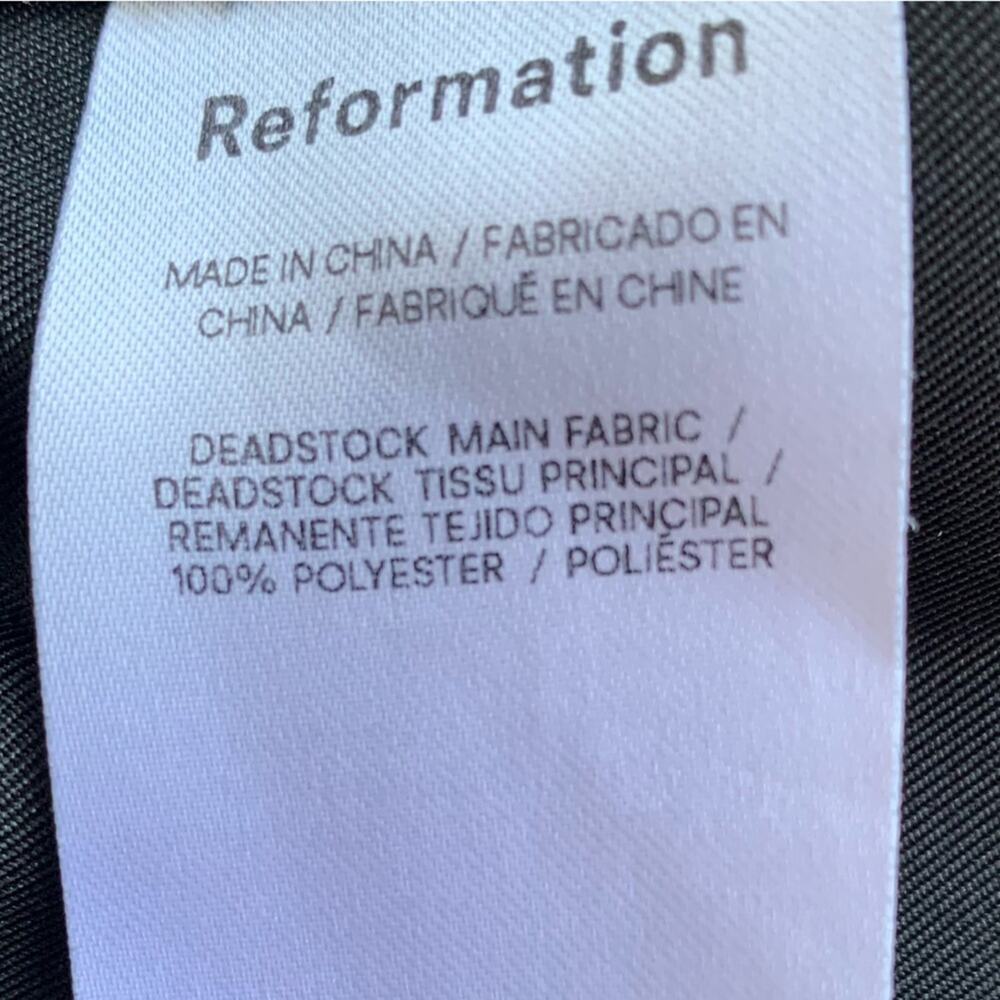 Reformation
MADE IN CHINA / FABRICADO EN
CHINA / FABRIQUÉ EN CHINE
DEADSTOCK MAIN FABRIC /
DEADSTOCK TISSU PRINCIPAL /
REMANENTE TEJIDO PRINCIPAL
100% POLYESTER / POLIÉSTER